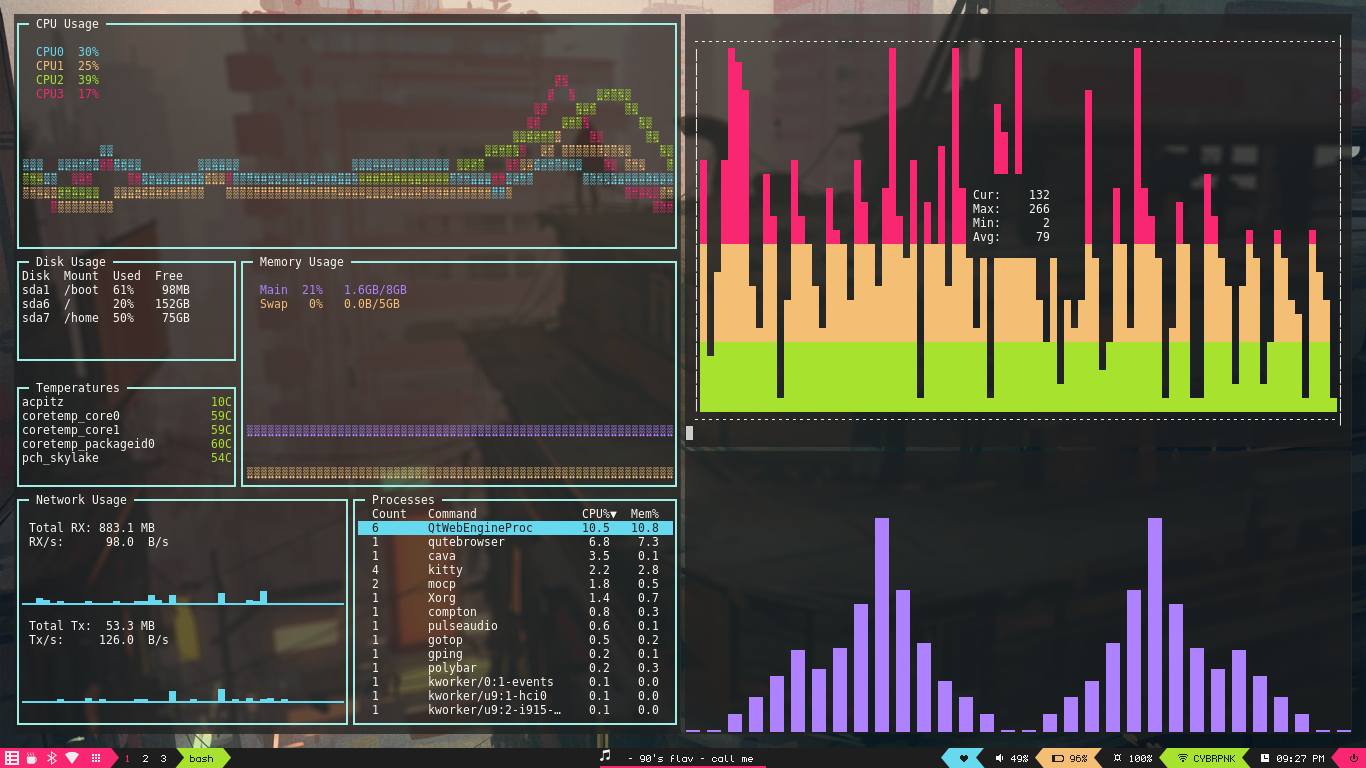 CPU Usage
CPU0 30%
CPU1 25%
CPU2 39%
CPU3 17%
Disk Usage
Disk Mount Used Free
sda1 /boot 61% 98MB
sda6 / 20% 152GB
sda7 /home 50% 75GB
Memory Usage
Main 21% 1.6GB/8GB
Swap 0% 0.0B/5GB
Temperatures
acpitz 10C
coretemp_core0 59C
coretemp_core1 59C
coretemp_packageid0 60C
pch_skylake 54C
Network Usage
Total RX: 883.1 MB
RX/s: 98.0 B/s
Total Tx: 53.3 MB
Tx/s: 126.0 B/s
Processes
Count Command CPU%▼ Mem%
6 QtWebEngineProc 10.5 10.8
1 qutebrowser 6.8 7.3
1 cava 3.5 0.1
4 kitty 2.2 2.8
2 mocp 1.8 0.5
1 Xorg 1.4 0.7
1 compton 0.8 0.3
1 pulseaudio 0.6 0.1
1 gotop 0.5 0.2
1 gping 0.2 0.1
1 polybar 0.2 0.3
1 kworker/0:1-events 0.1 0.0
1 kworker/u9:1-hci0 0.1 0.0
1 kworker/u9:2-i915-… 0.1 0.0
Cur: 132
Max: 266
Min: 2
Avg: 79
1 2 3 bash - 90's flav - call me 49% 96% 100% CYBRPNK 09:27 PM